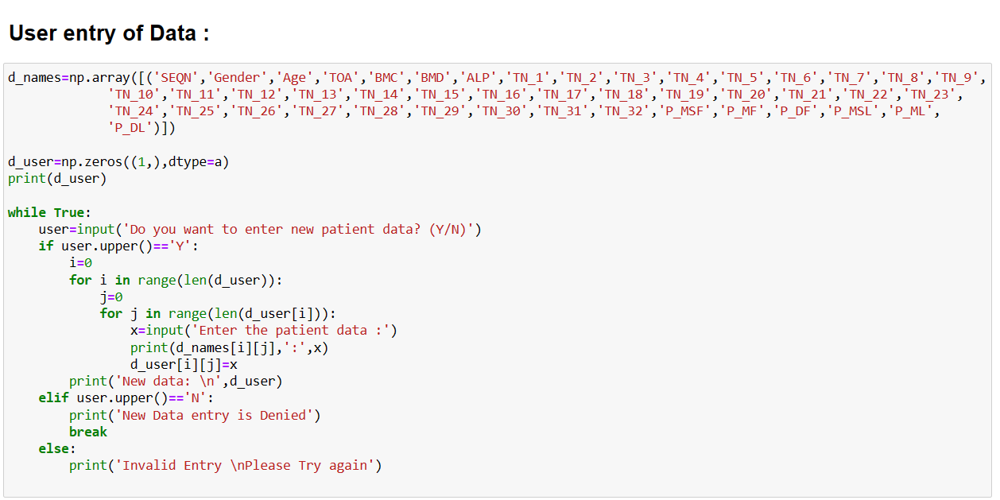 User entry of Data :
d_names=np.array([('SEQN','Gender','Age','TOA','BMC','BMD','ALP','TN_1','TN_2','TN_3','TN_4','TN_5','TN_6','TN_7','TN_8','TN_9',
'TN_10','TN_11','TN_12','TN_13','TN_14','TN_15','TN_16','TN_17','TN_18','TN_19','TN_20','TN_21','TN_22','TN_23',
'TN_24','TN_25','TN_26','TN_27','TN_28','TN_29','TN_30','TN_31','TN_32','P_MSF','P_MF','P_DF','P_MSL','P_ML',
'P_DL')])
d_user=np.zeros((1,),dtype=a)
print(d_user)
while True:
    user=input('Do you want to enter new patient data? (Y/N)')
    if user.upper()=='Y':
        i=0
        for i in range(len(d_user)):
            j=0
            for j in range(len(d_user[i])):
                x=input('Enter the patient data :')
                print(d_names[i][j],':',x)
                d_user[i][j]=x
        print('New data: \n',d_user)
    elif user.upper()=='N':
        print('New Data entry is Denied')
        break
    else:
        print('Invalid Entry \nPlease Try again')